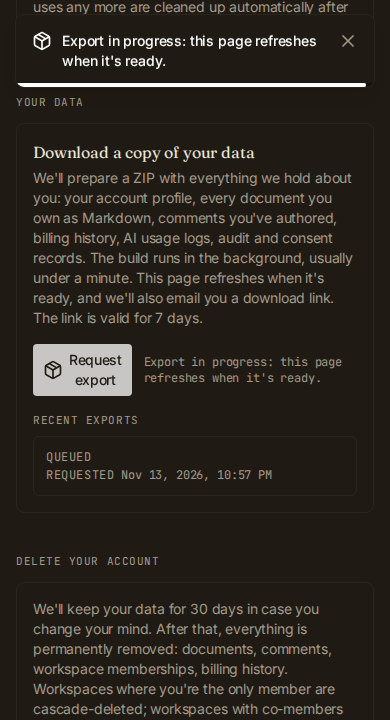 uses any more are cleaned up automatically after
Export in progress: this page refreshes
when it's ready.
YOUR DATA
Download a copy of your data
We'll prepare a ZIP with everything we hold about
you: your account profile, every document you
own as Markdown, comments you've authored,
billing history, AI usage logs, audit and consent
records. The build runs in the background, usually
under a minute. This page refreshes when it's
ready, and we'll also email you a download link.
The link is valid for 7 days.
Request
export
Export in progress: this page
refreshes when it's ready.
RECENT EXPORTS
QUEUED
REQUESTED Nov 13, 2026, 10:57 PM
DELETE YOUR ACCOUNT
We'll keep your data for 30 days in case you
change your mind. After that, everything is
permanently removed: documents, comments,
workspace memberships, billing history.
Workspaces where you're the only member are
cascade-deleted; workspaces with co-members